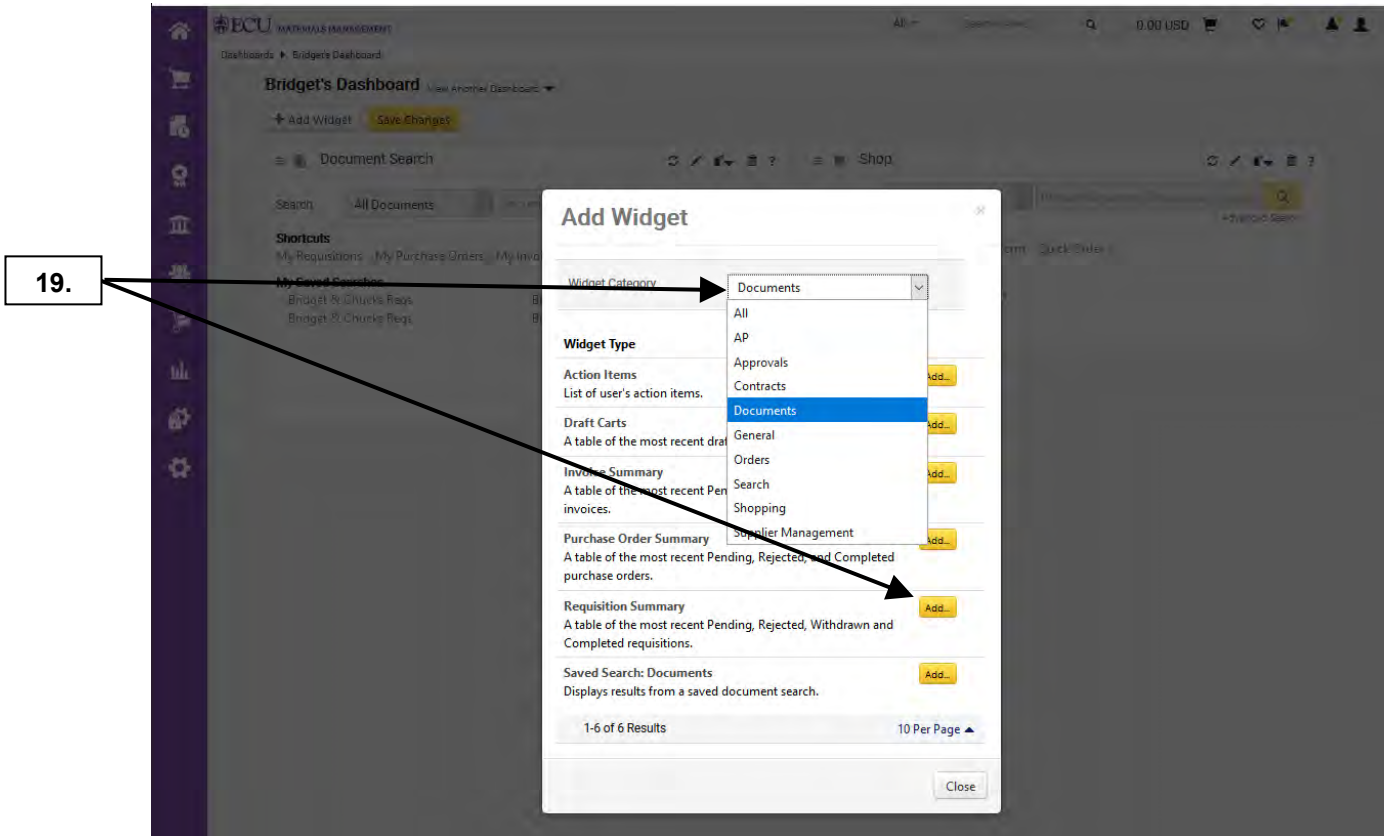 ECU MATERIALS MANAGEMENT
All
0.00 USD
Dashboards Bridget's Dashboard
Bridget's Dashboard View Another Dashboard
+ Add Widget Save Changes
Document Search ?
Shop ?
Search All Documents
Advanced Search
Shortcuts
My Requisitions My Purchase Orders My Invoi
Quick Order
My Saved Searches
Bridget & Chucks Reqs
Bridget & Chucks Reqs
19.
Add Widget
×
Widget Category Documents
All
AP
Approvals
Contracts
Documents
General
Orders
Search
Shopping
Supplier Management
Widget Type
Action Items
List of user's action items.
Add...
Draft Carts
A table of the most recent draf
Add...
Invoice Summary
A table of the most recent Pen
invoices.
Add...
Purchase Order Summary
A table of the most recent Pending, Rejected, and Completed
purchase orders.
Add...
Requisition Summary
A table of the most recent Pending, Rejected, Withdrawn and
Completed requisitions.
Add...
Saved Search: Documents
Displays results from a saved document search.
Add...
1-6 of 6 Results 10 Per Page
Close